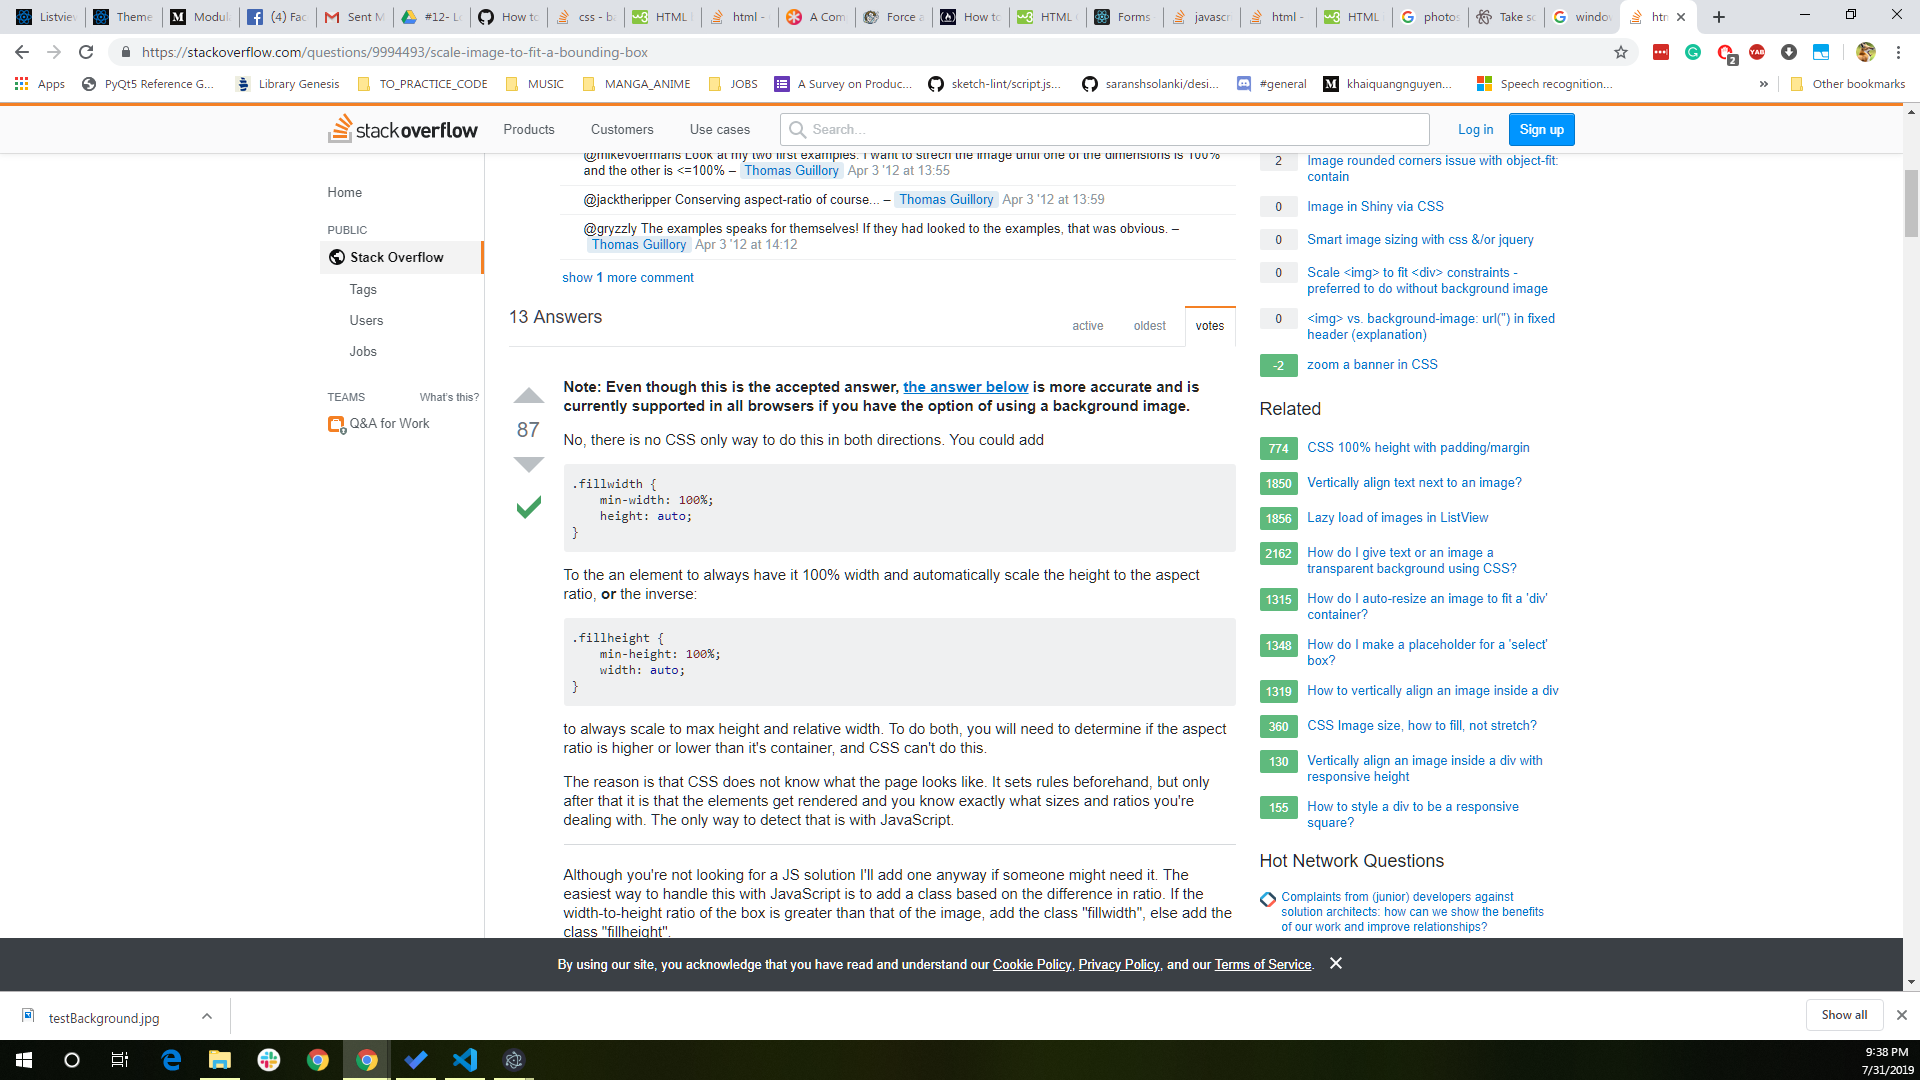 Listview
Theme
Modula
(4) Fac
Sent M
#12- Le
How to
css - ba
HTML I
html -
A Com
Force a
How to
HTML
Forms
javascr
html -
HTML
photos
Take sc
window
htm
https://stackoverflow.com/questions/9994493/scale-image-to-fit-a-bounding-box
2
YAB
Apps
PyQt5 Reference G...
Library Genesis
TO_PRACTICE_CODE
MUSIC
MANGA_ANIME
JOBS
A Survey on Produc...
sketch-lint/script.js...
saranshsolanki/desi...
#general
khaiquangnguyen...
Speech recognition...
»
Other bookmarks
stackoverflow
Products
Customers
Use cases
Search...
Log in
Sign up
Home
PUBLIC
Stack Overflow
Tags
Users
Jobs
TEAMS
What's this?
Q&A for Work
@mikevoermans Look at my two first examples. I want to strech the image until one of the dimensions is 100%
and the other is <=100% – Thomas Guillory Apr 3 '12 at 13:55
@jacktheripper Conserving aspect-ratio of course... – Thomas Guillory Apr 3 '12 at 13:59
@gryzzly The examples speaks for themselves! If they had looked to the examples, that was obvious. –
Thomas Guillory Apr 3 '12 at 14:12
show 1 more comment
13 Answers
active
oldest
votes
87
Note: Even though this is the accepted answer, the answer below is more accurate and is
currently supported in all browsers if you have the option of using a background image.
No, there is no CSS only way to do this in both directions. You could add
.fillwidth {
min-width: 100%;
height: auto;
}
To the an element to always have it 100% width and automatically scale the height to the aspect
ratio, or the inverse:
.fillheight {
min-height: 100%;
width: auto;
}
to always scale to max height and relative width. To do both, you will need to determine if the aspect
ratio is higher or lower than it's container, and CSS can't do this.
The reason is that CSS does not know what the page looks like. It sets rules beforehand, but only
after that it is that the elements get rendered and you know exactly what sizes and ratios you're
dealing with. The only way to detect that is with JavaScript.
Although you're not looking for a JS solution I'll add one anyway if someone might need it. The
easiest way to handle this with JavaScript is to add a class based on the difference in ratio. If the
width-to-height ratio of the box is greater than that of the image, add the class "fillwidth", else add the
class "fillheight".
2
Image rounded corners issue with object-fit:
contain
0
Image in Shiny via CSS
0
Smart image sizing with css &/or jquery
0
Scale <img> to fit <div> constraints -
preferred to do without background image
0
<img> vs. background-image: url('') in fixed
header (explanation)
-2
zoom a banner in CSS
Related
774
CSS 100% height with padding/margin
1850
Vertically align text next to an image?
1856
Lazy load of images in ListView
2162
How do I give text or an image a
transparent background using CSS?
1315
How do I auto-resize an image to fit a 'div'
container?
1348
How do I make a placeholder for a 'select'
box?
1319
How to vertically align an image inside a div
360
CSS Image size, how to fill, not stretch?
130
Vertically align an image inside a div with
responsive height
155
How to style a div to be a responsive
square?
Hot Network Questions
Complaints from (junior) developers against
solution architects: how can we show the benefits
of our work and improve relationships?
By using our site, you acknowledge that you have read and understand our Cookie Policy, Privacy Policy, and our Terms of Service.
testBackground.jpg
Show all
9:38 PM
7/31/2019